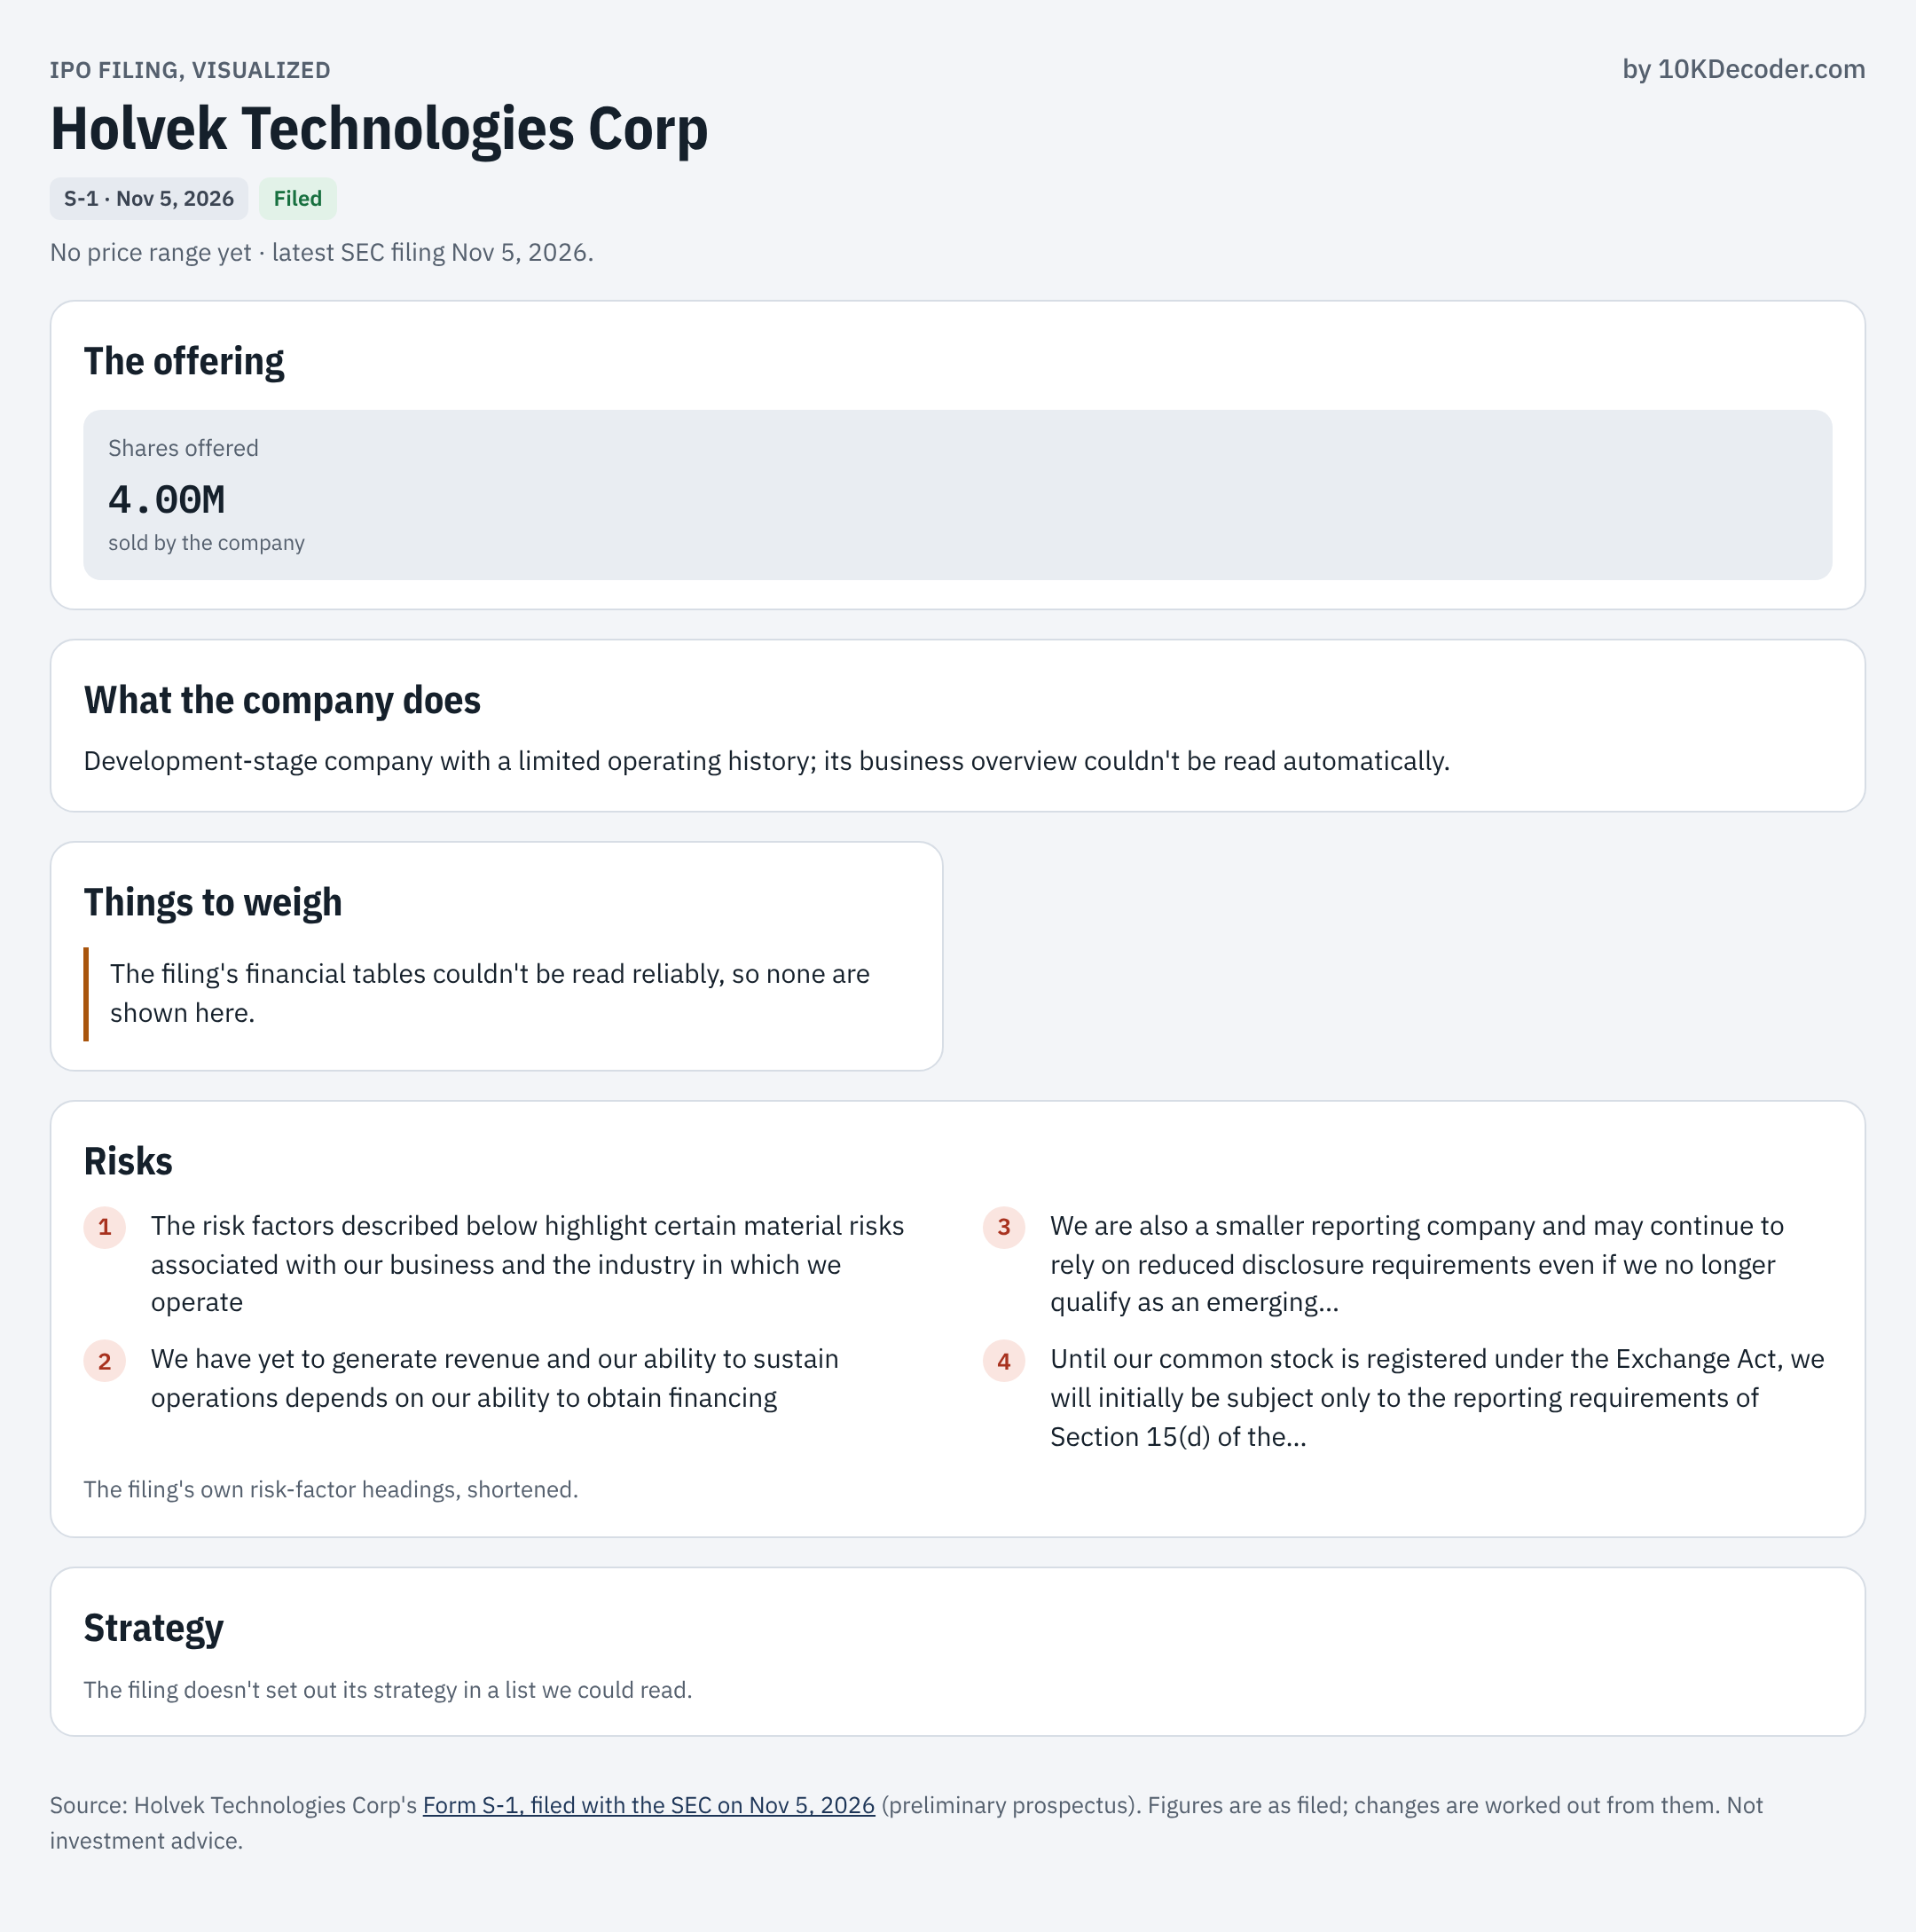 IPO FILING, VISUALIZED
by 10KDecoder.com
Holvek Technologies Corp
S-1 · Nov 5, 2026
Filed
No price range yet · latest SEC filing Nov 5, 2026.
The offering
Shares offered
4.00M
sold by the company
What the company does
Development-stage company with a limited operating history; its business overview couldn't be read automatically.
Things to weigh
The filing's financial tables couldn't be read reliably, so none are
shown here.
Risks
1
The risk factors described below highlight certain material risks
associated with our business and the industry in which we
operate
2
We have yet to generate revenue and our ability to sustain
operations depends on our ability to obtain financing
3
We are also a smaller reporting company and may continue to
rely on reduced disclosure requirements even if we no longer
qualify as an emerging...
4
Until our common stock is registered under the Exchange Act, we
will initially be subject only to the reporting requirements of
Section 15(d) of the...
The filing's own risk-factor headings, shortened.
Strategy
The filing doesn't set out its strategy in a list we could read.
Source: Holvek Technologies Corp's Form S-1, filed with the SEC on Nov 5, 2026 (preliminary prospectus). Figures are as filed; changes are worked out from them. Not
investment advice.